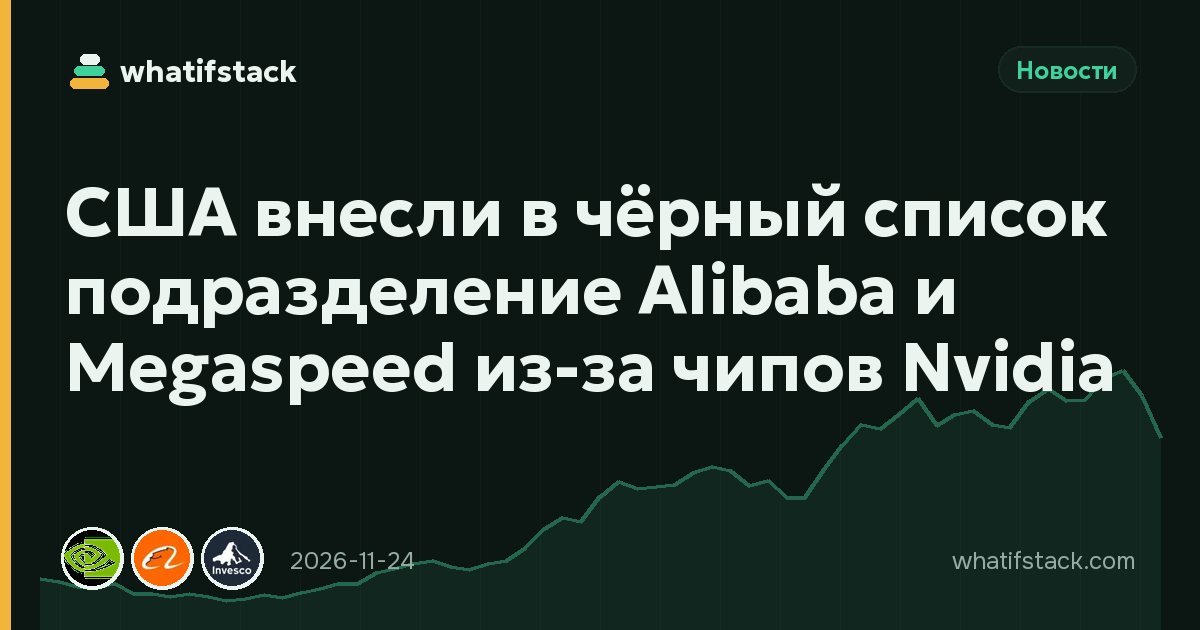 whatifstack
Новости
США внесли в чёрный список
подразделение Alibaba и
Megaspeed из-за чипов Nvidia
Invesco
2026-11-24
whatifstack.com